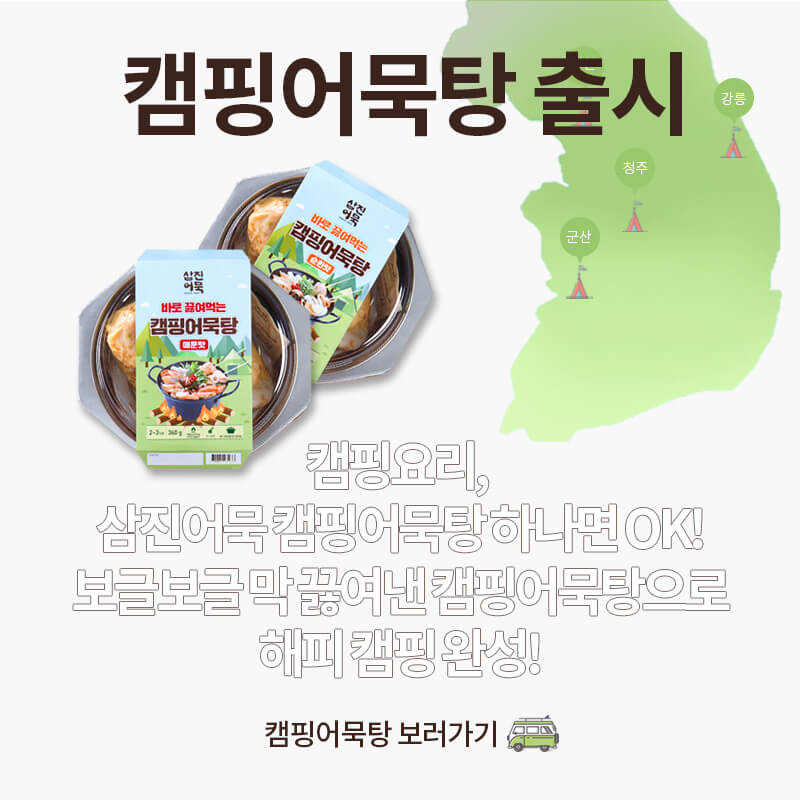 캠핑어묵탕 출시
강릉
청주
군산
삼진
어묵
바로 끓여먹는
캠핑어묵탕
순한맛
삼진
어묵
바로 끓여먹는
캠핑어묵탕
매운맛
2~3인분 360g
캠핑요리,
삼진어묵 캠핑어묵탕 하나면 OK!
보글보글 막 끓여낸 캠핑어묵탕으로
해피 캠핑 완성!
캠핑어묵탕 보러가기